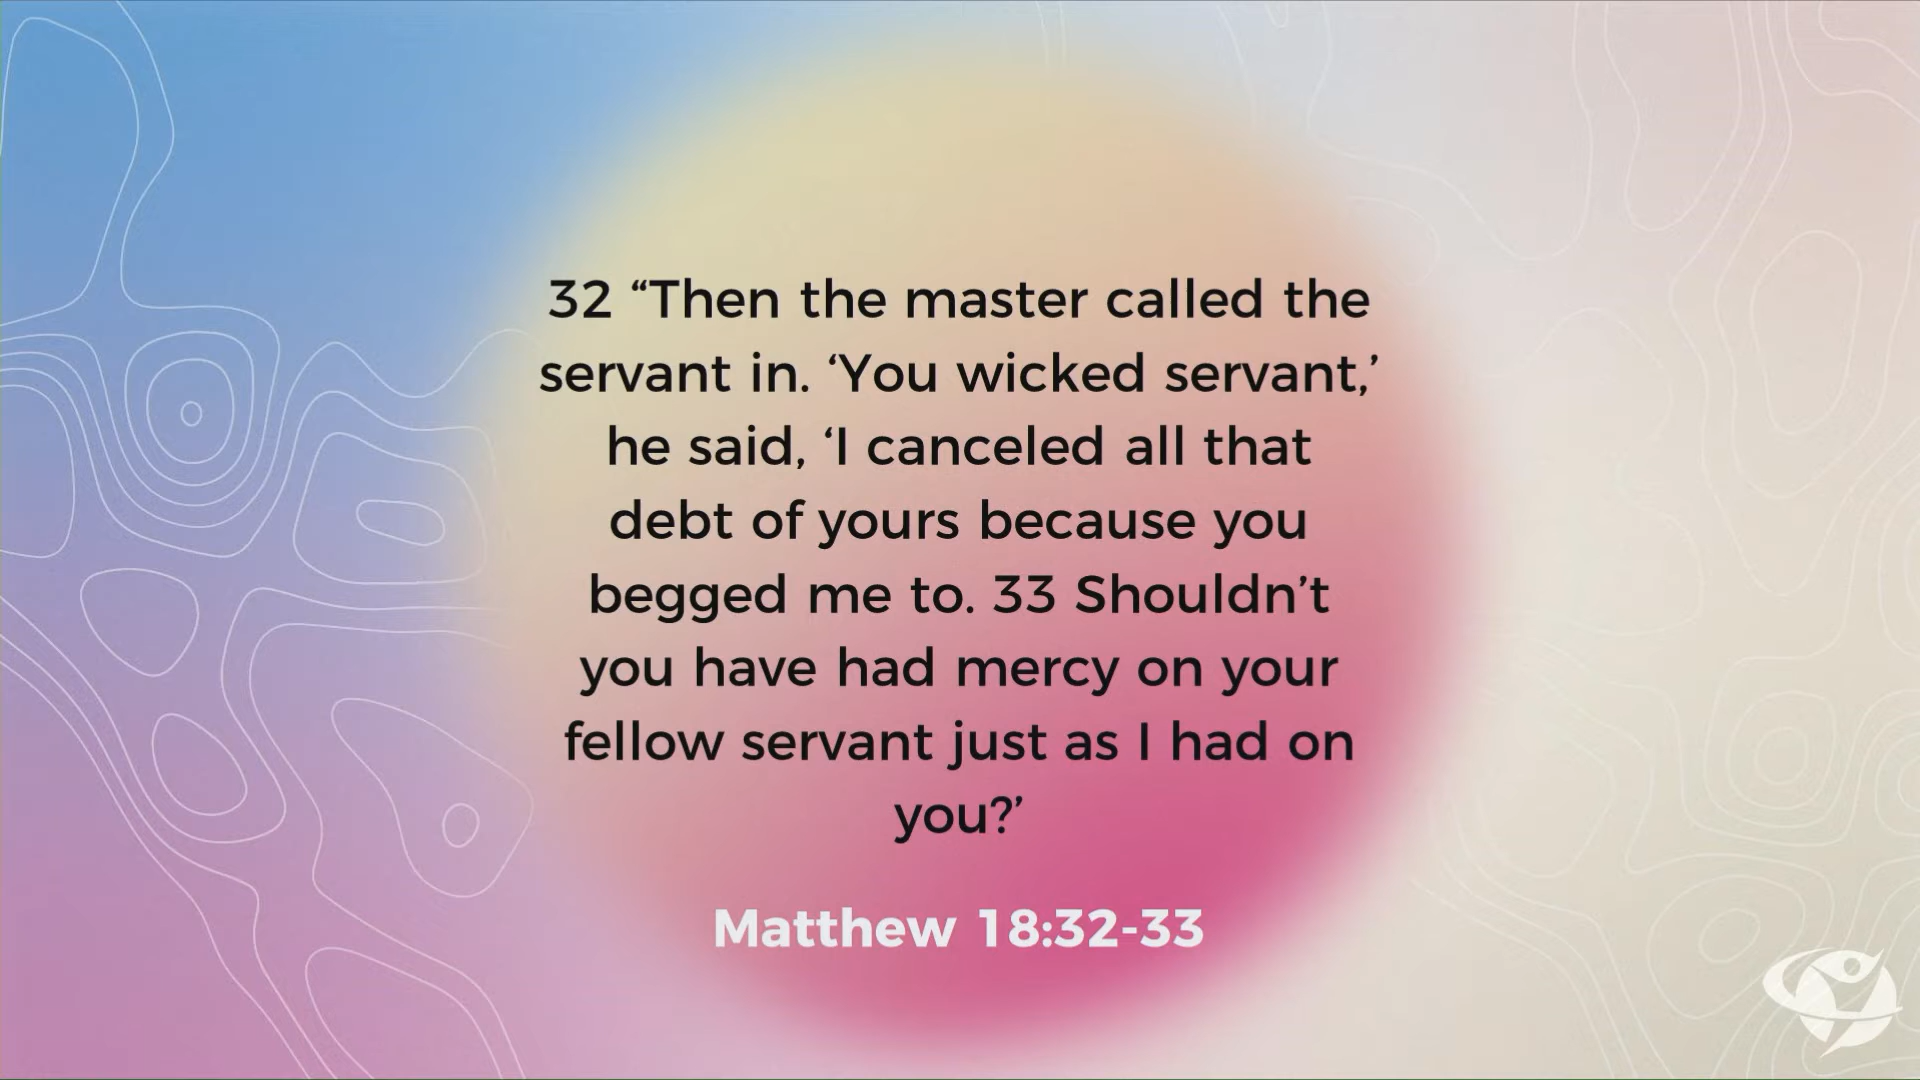 32 “Then the master called the
servant in. ‘You wicked servant,’
he said, ‘I canceled all that
debt of yours because you
begged me to. 33 Shouldn’t
you have had mercy on your
fellow servant just as I had on
you?’
Matthew 18:32-33